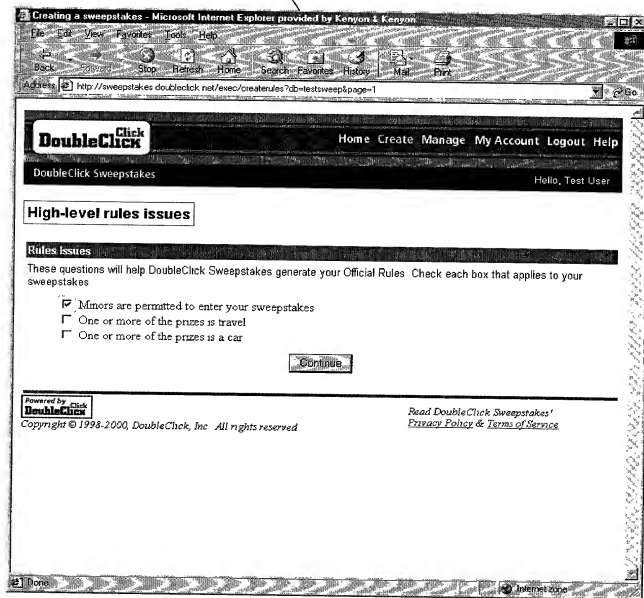 Creating a sweepstakes - Microsoft Internet Explorer provided by Kenyon & Kenyon
File Edit View Favorites Tools Help
Back Forward Stop Refresh Home Search Favorites History Mail Print
Address http://sweepstakes.doubleclick.net/exec/createrules?db=testsweep&page=1 Go
DoubleClick Click
Home Create Manage My Account Logout Help
DoubleClick Sweepstakes
Hello, Test User
High-level rules issues
Rules Issues
These questions will help DoubleClick Sweepstakes generate your Official Rules Check each box that applies to your
sweepstakes
Minors are permitted to enter your sweepstakes
One or more of the prizes is travel
One or more of the prizes is a car
Continue
Powered by
DoubleClick Click
Copyright © 1998-2000, DoubleClick, Inc All rights reserved
Read DoubleClick Sweepstakes'
Privacy Policy & Terms of Service
Done Internet zone